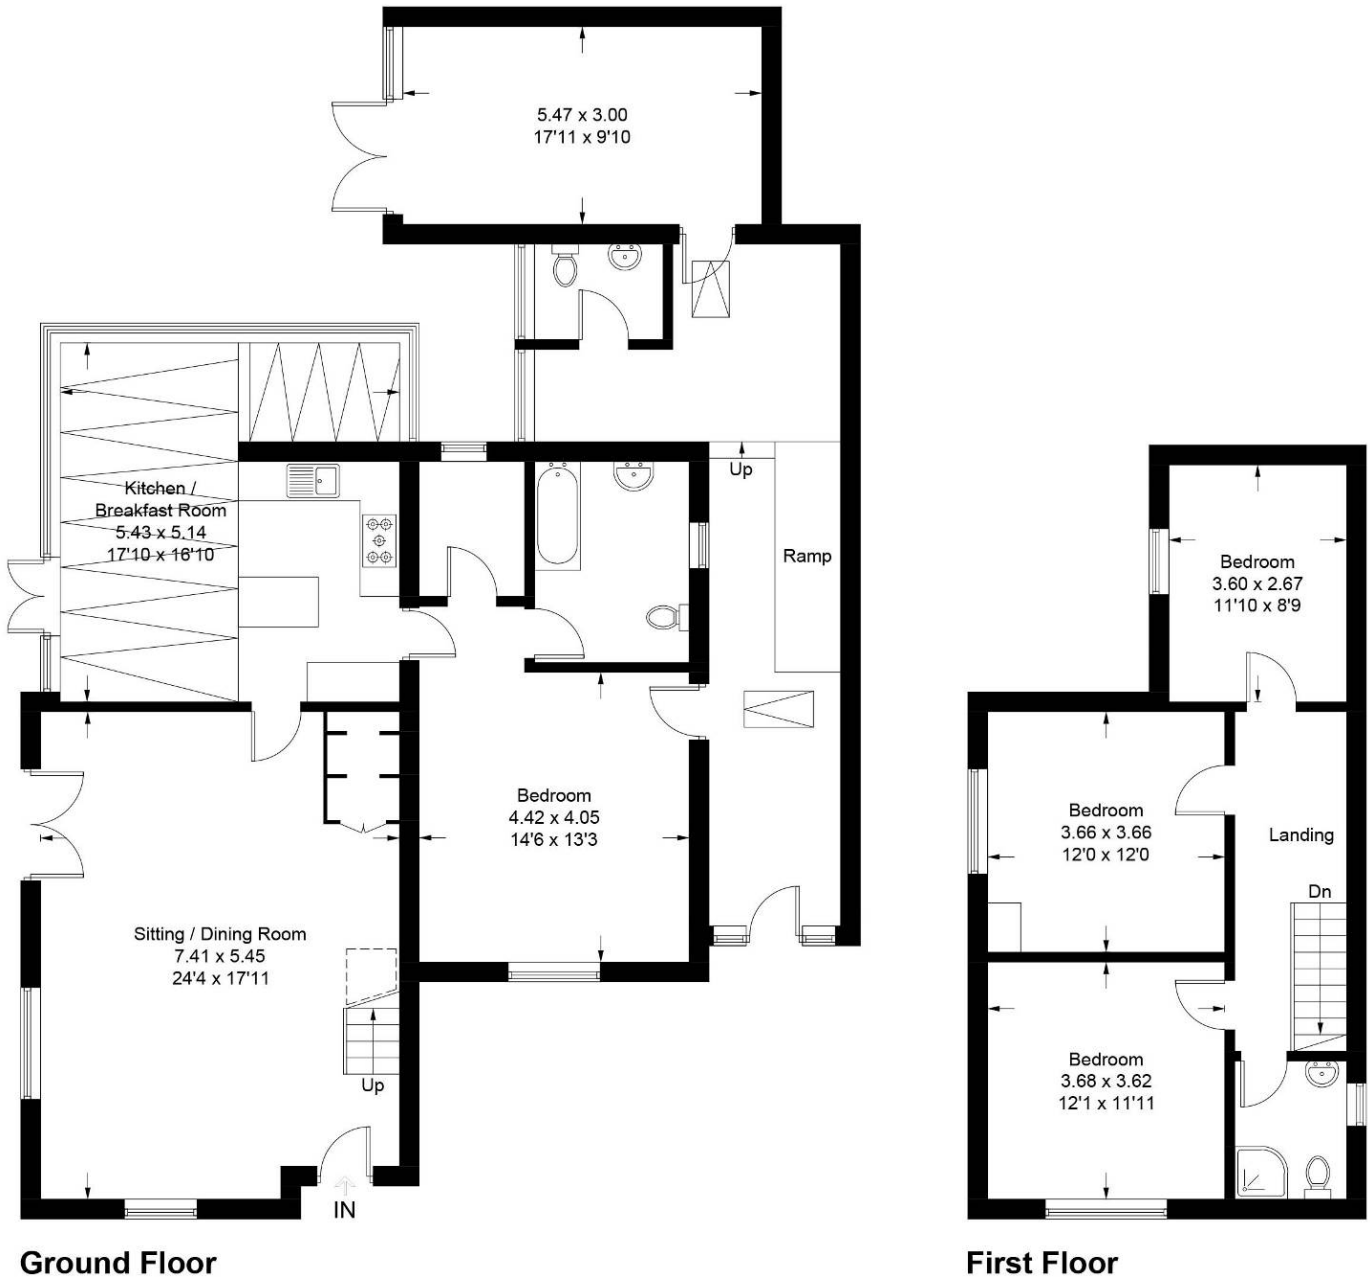 5.47 x 3.00
17'11 x 9'10
Up
Ramp
Kitchen /
Breakfast Room
5.43 x 5.14
17'10 x 16'10
Bedroom
4.42 x 4.05
14'6 x 13'3
Sitting / Dining Room
7.41 x 5.45
24'4 x 17'11
Up
IN
Ground Floor
Bedroom
3.60 x 2.67
11'10 x 8'9
Bedroom
3.66 x 3.66
12'0 x 12'0
Landing
Dn
Bedroom
3.68 x 3.62
12'1 x 11'11
First Floor